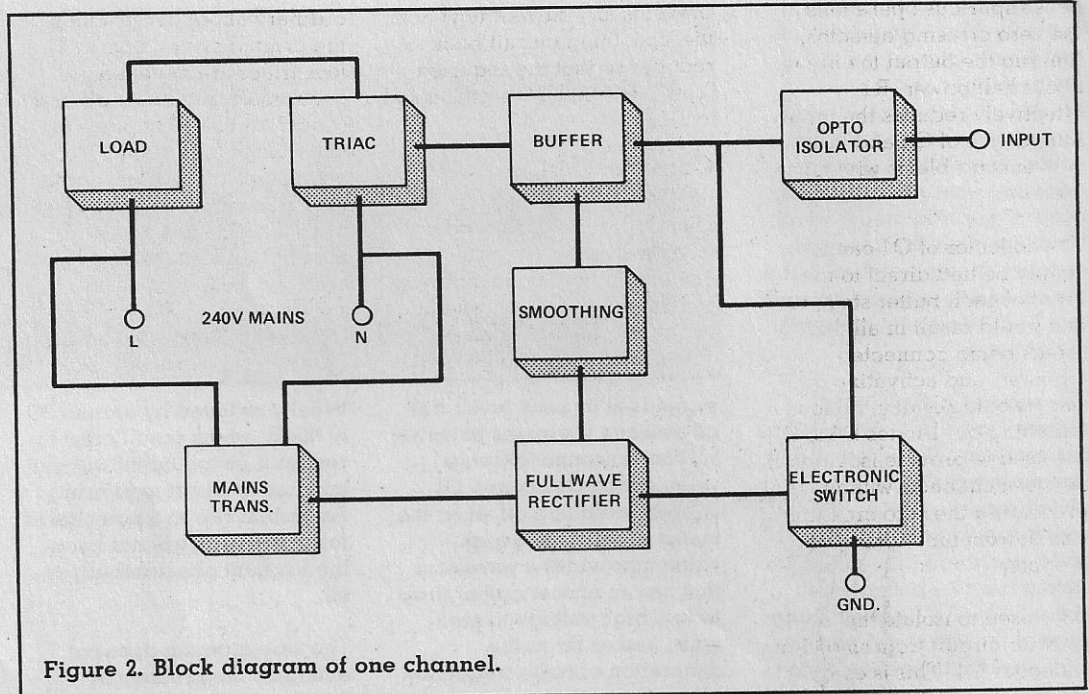 LOAD
TRIAC
BUFFER
OPTO
ISOLATOR
INPUT
L
240V MAINS
N
SMOOTHING
MAINS
TRANS.
FULLWAVE
RECTIFIER
ELECTRONIC
SWITCH
GND.
Figure 2. Block diagram of one channel.